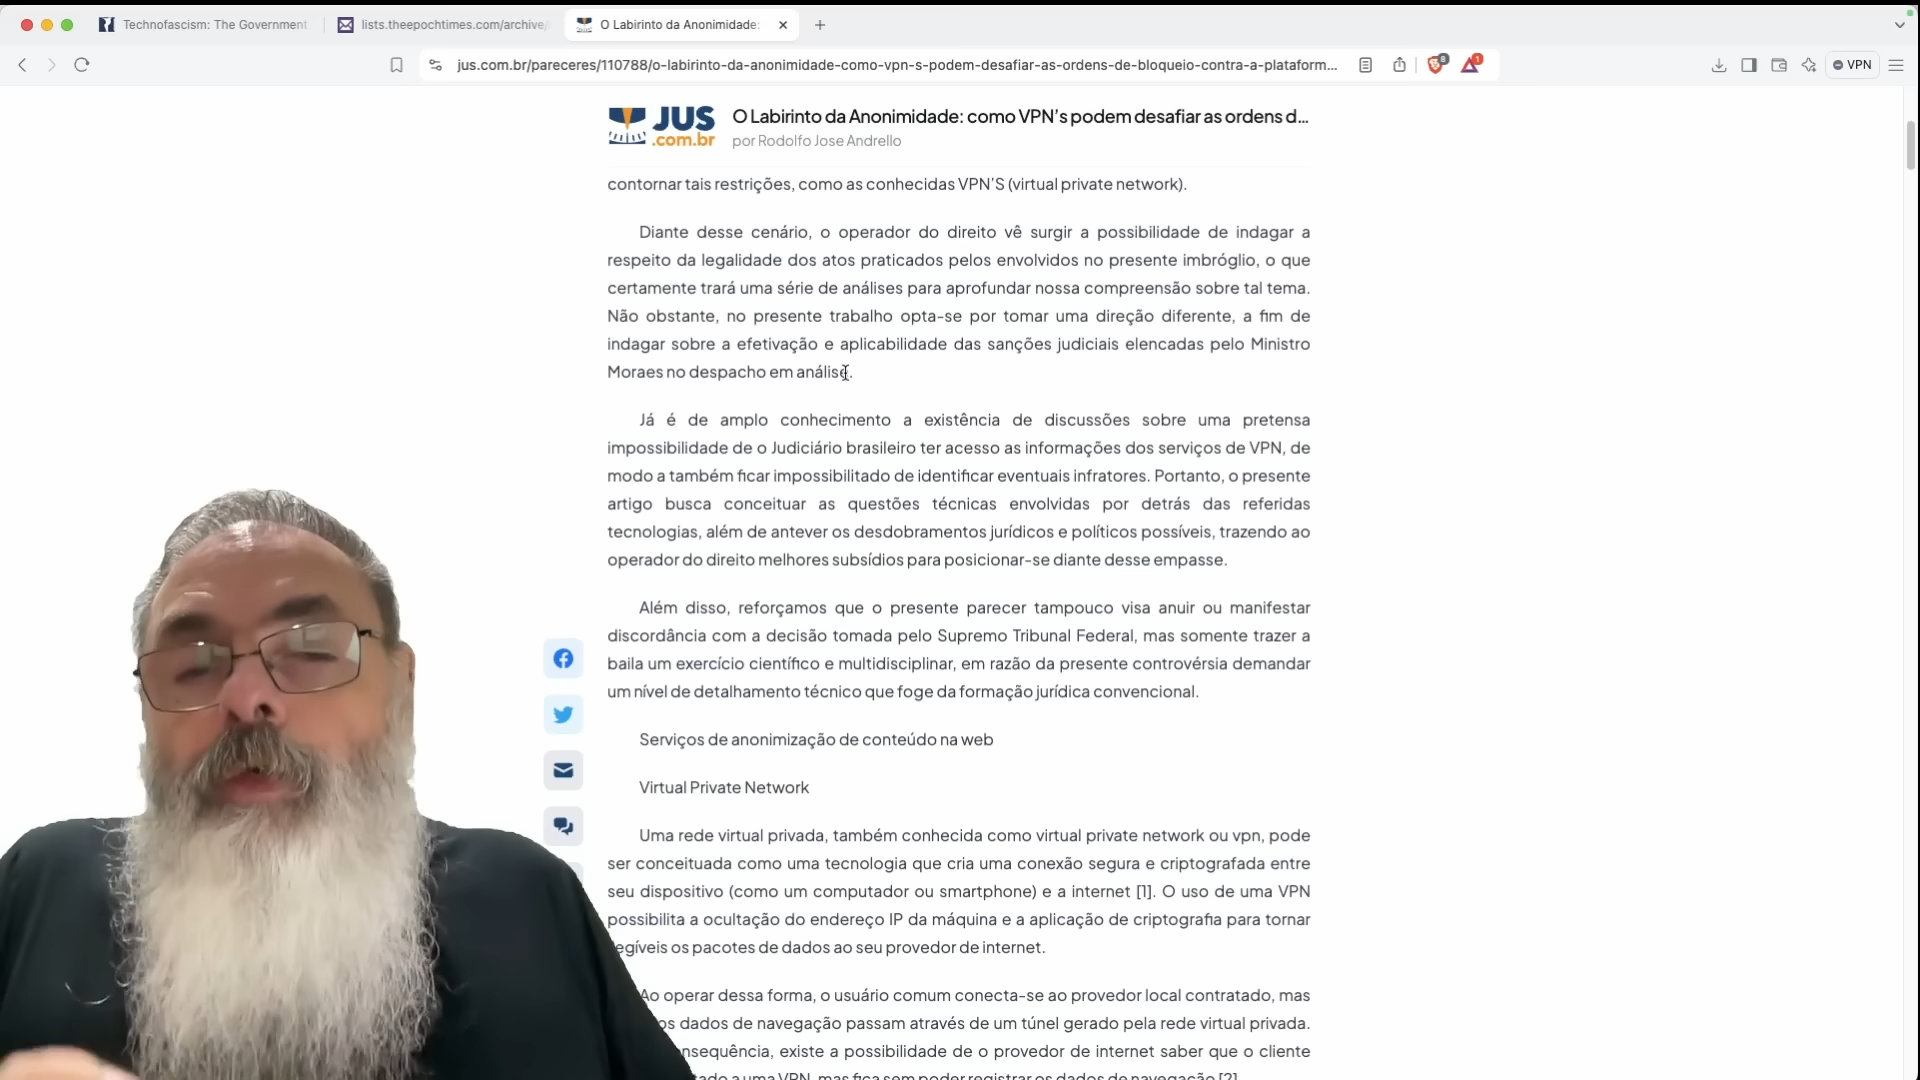 Technofascism: The Government
lists.theepochtimes.com/archive/
O Labirinto da Anonimidade:
jus.com.br/pareceres/110788/o-labirinto-da-anonimidade-como-vpn-s-podem-desafiar-as-ordens-de-bloqueio-contra-a-plataform...
8
1
VPN
JUS
.com.br
O Labirinto da Anonimidade: como VPN's podem desafiar as ordens d...
por Rodolfo Jose Andrello
contornar tais restrições, como as conhecidas VPN'S (virtual private network).
Diante desse cenário, o operador do direito vê surgir a possibilidade de indagar a
respeito da legalidade dos atos praticados pelos envolvidos no presente imbróglio, o que
certamente trará uma série de análises para aprofundar nossa compreensão sobre tal tema.
Não obstante, no presente trabalho opta-se por tomar uma direção diferente, a fim de
indagar sobre a efetivação e aplicabilidade das sanções judiciais elencadas pelo Ministro
Moraes no despacho em análise.
Já é de amplo conhecimento a existência de discussões sobre uma pretensa
impossibilidade de o Judiciário brasileiro ter acesso as informações dos serviços de VPN, de
modo a também ficar impossibilitado de identificar eventuais infratores. Portanto, o presente
artigo busca conceituar as questões técnicas envolvidas por detrás das referidas
tecnologias, além de antever os desdobramentos jurídicos e políticos possíveis, trazendo ao
operador do direito melhores subsídios para posicionar-se diante desse empasse.
Além disso, reforçamos que o presente parecer tampouco visa anuir ou manifestar
discordância com a decisão tomada pelo Supremo Tribunal Federal, mas somente trazer a
baila um exercício científico e multidisciplinar, em razão da presente controvérsia demandar
um nível de detalhamento técnico que foge da formação jurídica convencional.
Serviços de anonimização de conteúdo na web
Virtual Private Network
Uma rede virtual privada, também conhecida como virtual private network ou vpn, pode
ser conceituada como uma tecnologia que cria uma conexão segura e criptografada entre
seu dispositivo (como um computador ou smartphone) e a internet [1]. O uso de uma VPN
possibilita a ocultação do endereço IP da máquina e a aplicação de criptografia para tornar
egíveis os pacotes de dados ao seu provedor de internet.
Ao operar dessa forma, o usuário comum conecta-se ao provedor local contratado, mas
os dados de navegação passam através de um túnel gerado pela rede virtual privada.
nsequência, existe a possibilidade de o provedor de internet saber que o cliente
tado a uma VPN, mas fica sem poder registrar os dados de navegação [2].